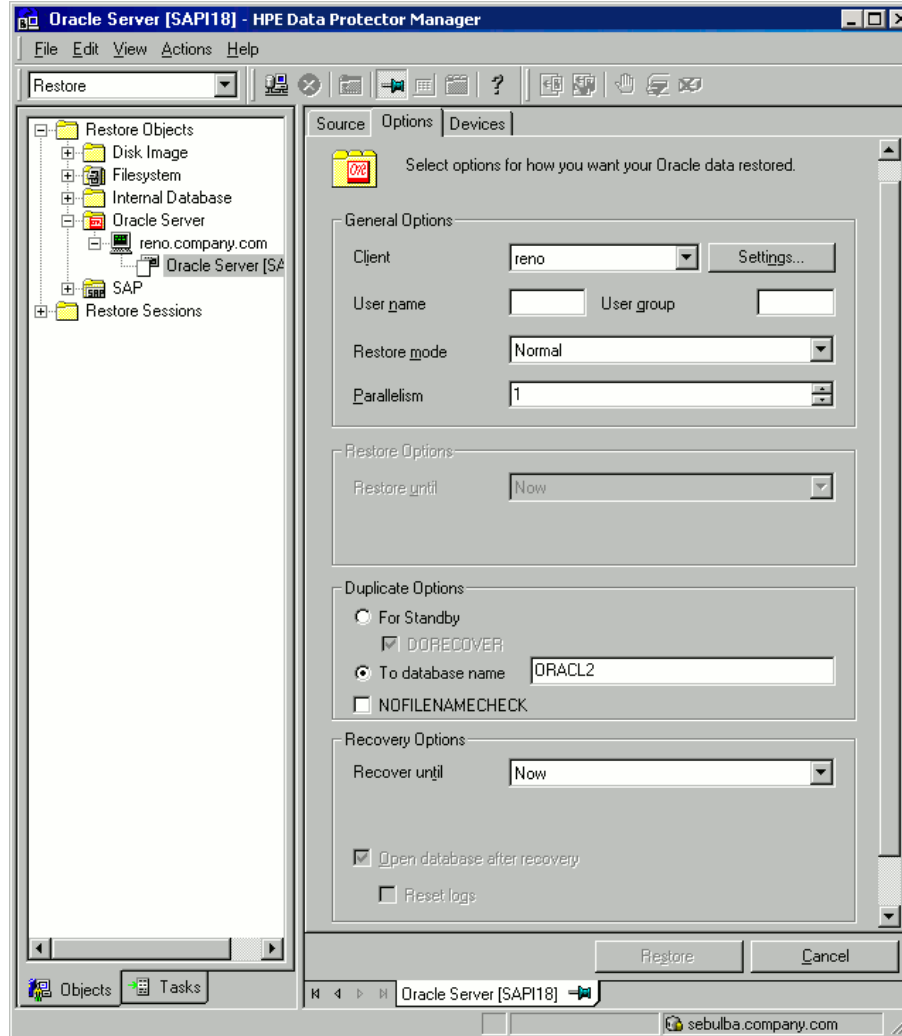 Oracle Server [SAPI18] - HPE Data Protector Manager
File Edit View Actions Help
Restore
Restore Objects
Disk Image
Filesystem
Internal Database
Oracle Server
reno.company.com
Oracle Server [SA
SAP
Restore Sessions
Objects Tasks
Source Options Devices
Select options for how you want your Oracle data restored.
General Options
Client reno Settings...
User name User group
Restore mode Normal
Parallelism 1
Restore Options
Restore until Now
Duplicate Options
For Standby
DORECOVER
To database name ORACL2
NOFILENAMECHECK
Recovery Options
Recover until Now
Open database after recovery
Reset logs
Restore Cancel
Oracle Server [SAPI18]
sebulba.company.com